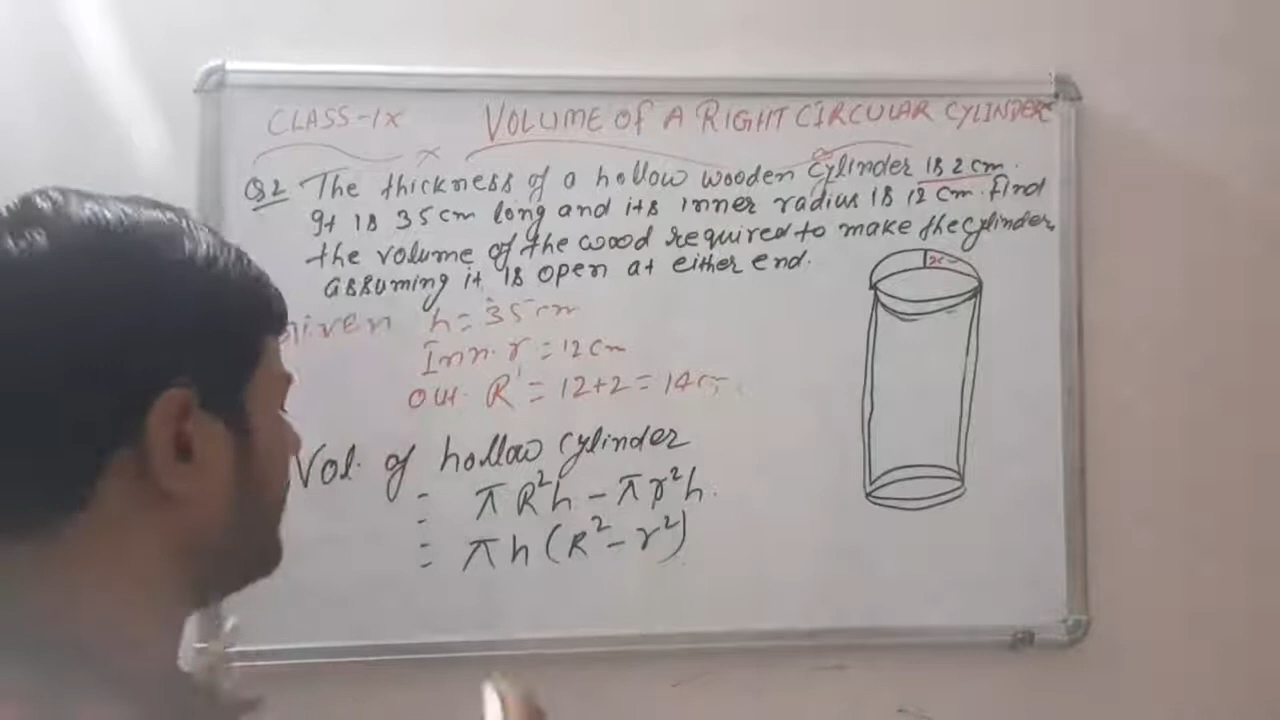 CLASS-IX VOLUME OF A RIGHT CIRCULAR CYLINDER
Q2 The thickness of a hollow wooden cylinder is 2 cm.
It is 35 cm long and its inner radius is 12 cm. Find
the volume of the wood required to make the cylinder,
assuming it is open at either end.
Given h = 35 cm
Inn. r = 12 cm
Out. R = 12+2 = 14 cm
Vol. of hollow cylinder
= πR²h - πr²h.
= πh(R²-r²)